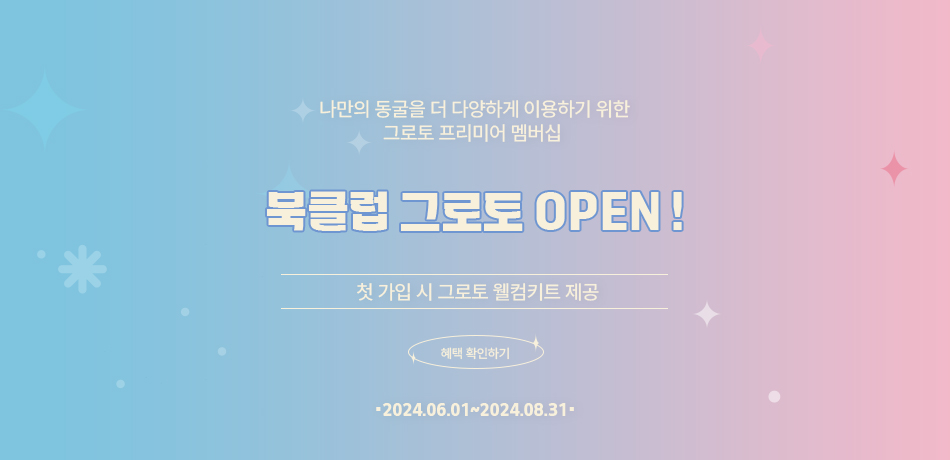 나만의 동굴을 더 다양하게 이용하기 위한
그로토 프리미어 멤버십
북클럽 그로토 OPEN !
첫 가입 시 그로토 웰컴키트 제공
혜택 확인하기
·2024.06.01~2024.08.31·